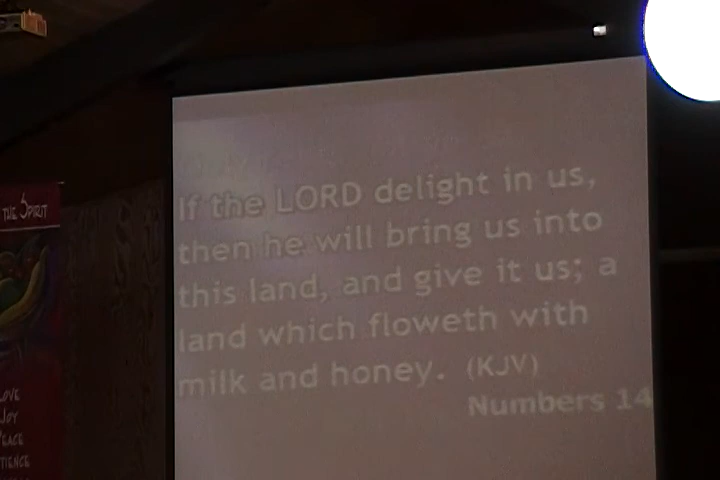 THE SPIRIT
LOVE
JOY
PEACE
If the LORD delight in us,
then he will bring us into
this land, and give it us; a
land which floweth with
milk and honey. (KJV)
Numbers 14